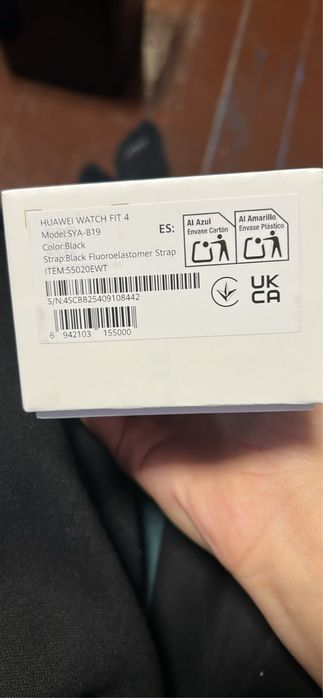 HUAWEI WATCH FIT 4
Model:SYA-B19
Color:Black
Strap:Black Fluoroelastomer Strap
ITEM:55020EWT
S/N:4SCBB25409108442
6 942103 155000
ES:
Al Azul
Envase Cartón
Al Amarillo
Envase Plástico
UK
CA